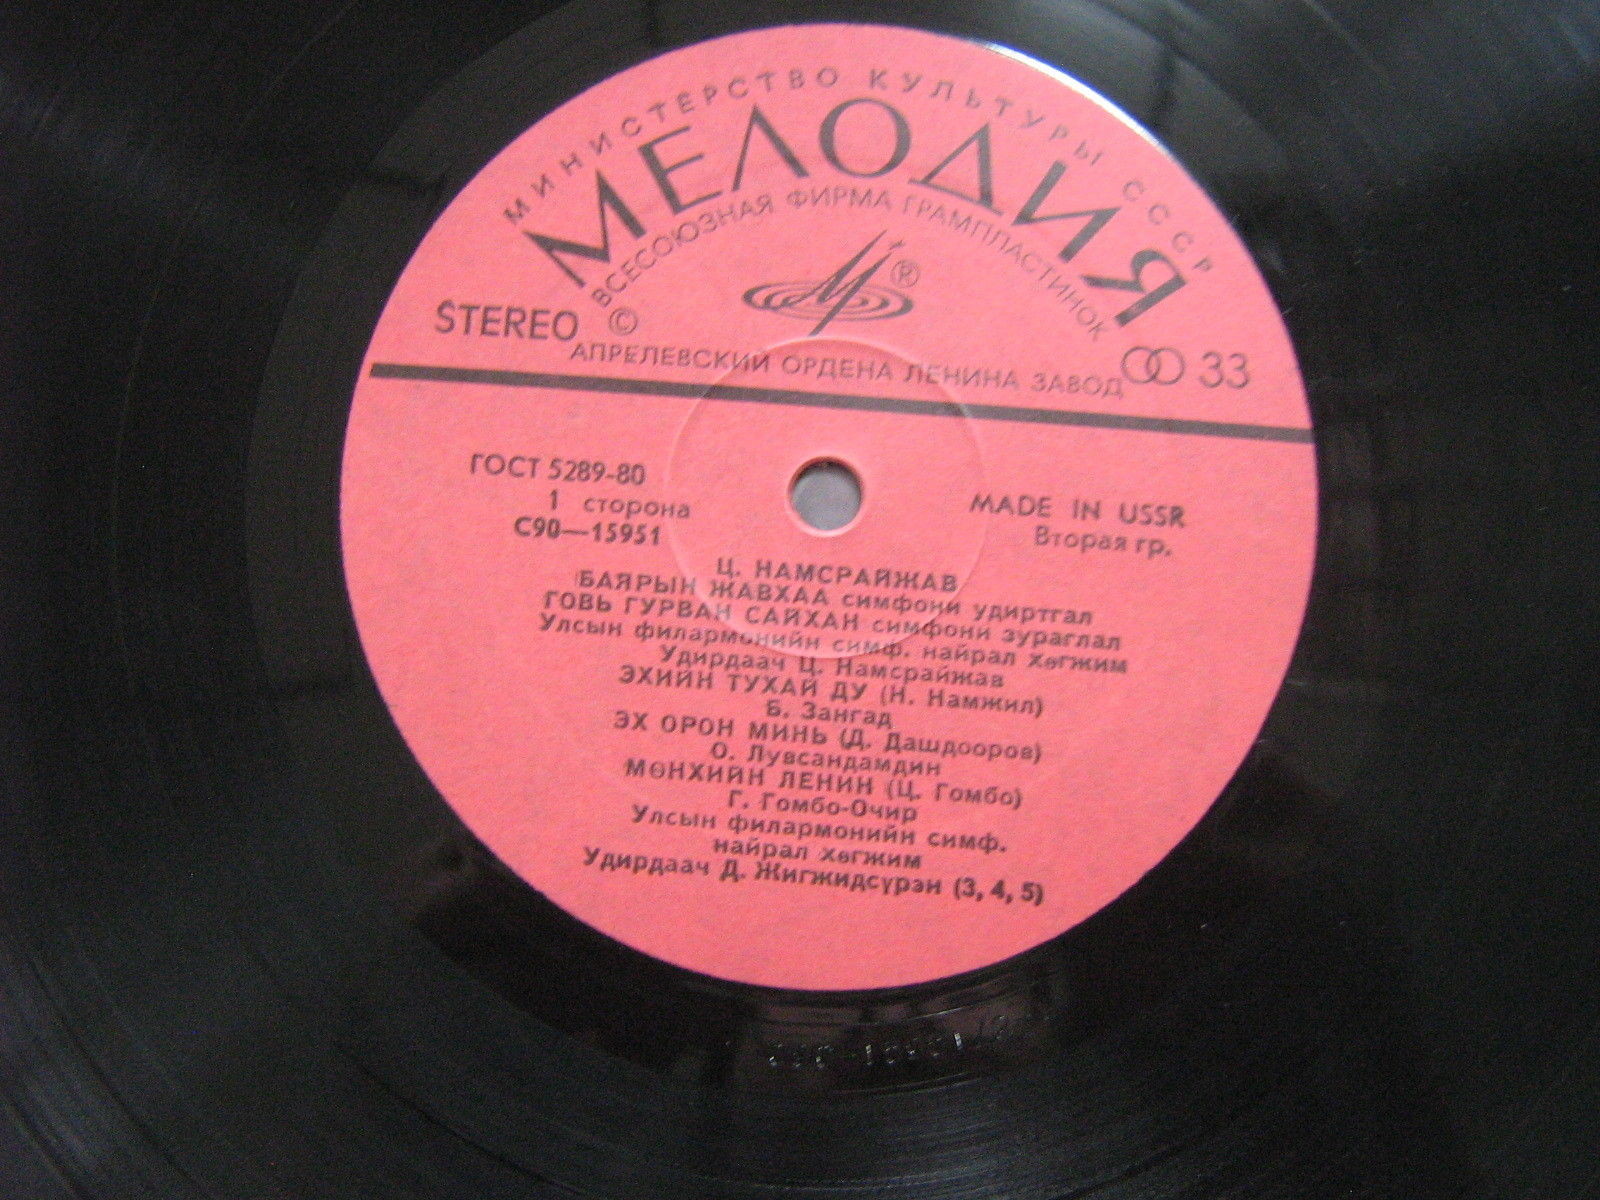 МИНИСТЕРСТВО КУЛЬТУРЫ СССР
МЕЛОДИЯ
ВСЕСОЮЗНАЯ ФИРМА ГРАМПЛАСТИНОК
®
STEREO ©
33
АПРЕЛЕВСКИЙ ОРДЕНА ЛЕНИНА ЗАВОД
ГОСТ 5289-80
1 сторона
С90—15951
MADE IN USSR
Вторая гр.
Ц. НАМСРАЙЖАВ
БАЯРЫН ЖАВХАА симфони удиртгал
ГОВЬ ГУРВАН САЙХАН симфони зураглал
Улсын филармонийн симф. найрал хөгжим
Удирдаач Ц. Намсрайжав
ЭХИЙН ТУХАЙ ДУ (Н. Намжил)
Б. Зангад
ЭХ ОРОН МИНЬ (Д. Дашдооров)
О. Лувсандамдин
МӨНХИЙН ЛЕНИН (Ц. Гомбо)
Г. Гомбо-Очир
Улсын филармонийн симф.
найрал хөгжим
Удирдаач Д. Жигжидсүрэн (3, 4, 5)